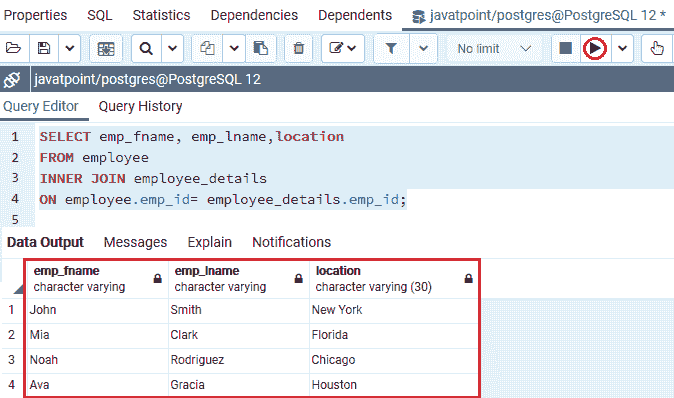 Properties SQL Statistics Dependencies Dependents javatpoint/postgres@PostgreSQL 12 *
No limit
javatpoint/postgres@PostgreSQL 12
Query Editor Query History
1 SELECT emp_fname, emp_lname,location
2 FROM employee
3 INNER JOIN employee_details
4 ON employee.emp_id= employee_details.emp_id;
5
Data Output Messages Explain Notifications
emp_fname emp_lname location
character varying character varying character varying (30)
1 John Smith New York
2 Mia Clark Florida
3 Noah Rodriguez Chicago
4 Ava Gracia Houston